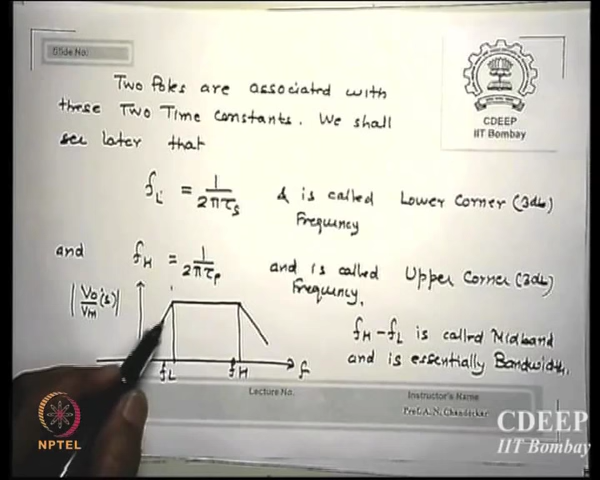 Slide No:
CDEEP
IIT Bombay
Two Poles are associated with
these Two Time constants. We shall
see later that
fL = 1/2πτs & is called Lower Corner (3db)
Frequency
and fH = 1/2πτp and is called Upper Corner (3db)
Frequency.
|Vo/VM (s)|
fH - fL is called Midband
and is essentially Bandwidth.
fL fH f
Lecture No.
Instructor's Name
Prof. A. N. Chandorkar
NPTEL
CDEEP
IIT Bombay